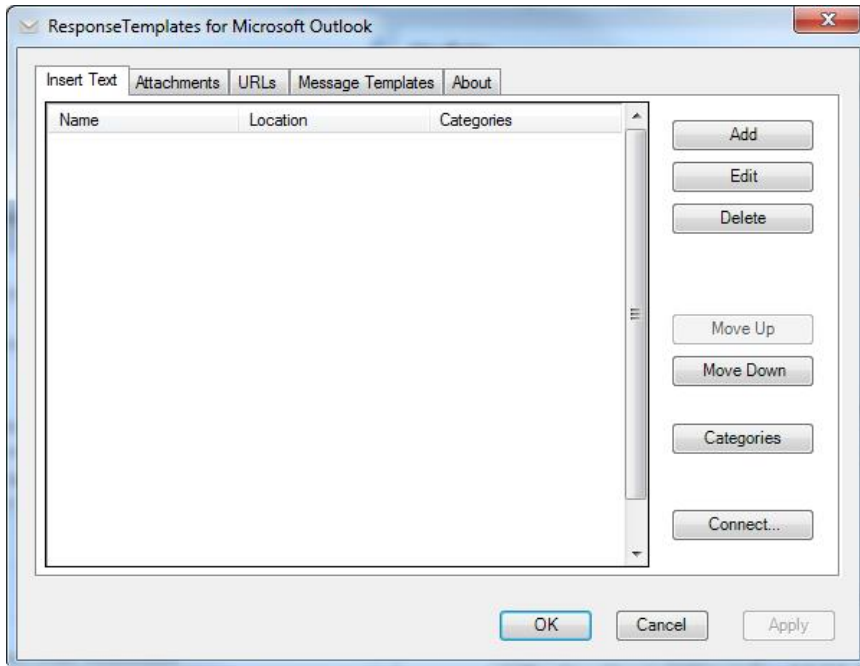 ResponseTemplates for Microsoft Outlook
Insert Text Attachments URLs Message Templates About
Name Location Categories
Add
Edit
Delete
Move Up
Move Down
Categories
Connect...
OK Cancel Apply